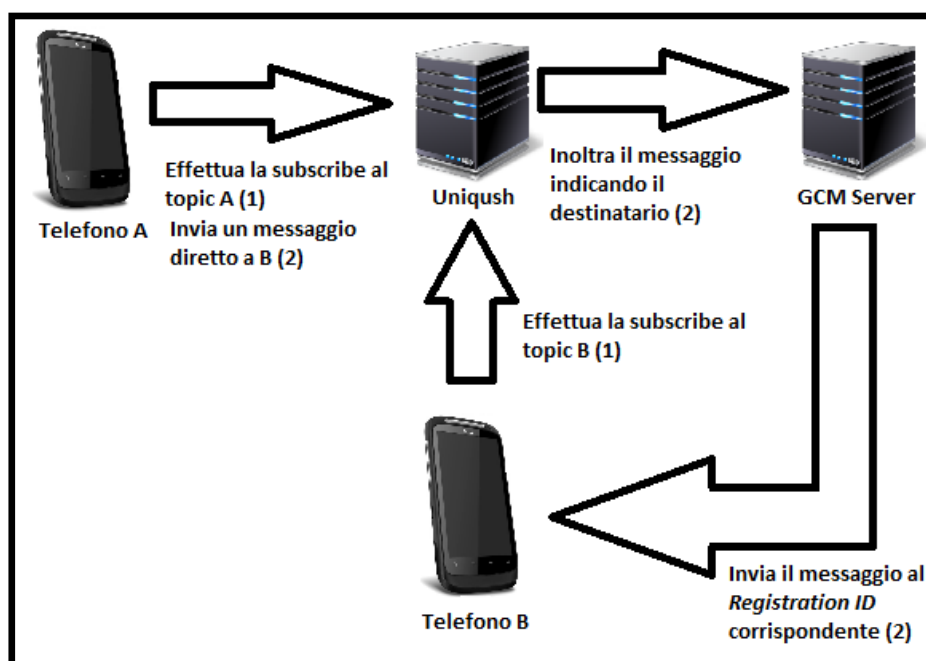 Telefono A
Effettua la subscribe al
topic A (1)
Invia un messaggio
diretto a B (2)
Uniqush
Inoltra il messaggio
indicando il
destinatario (2)
GCM Server
Effettua la subscribe al
topic B (1)
Telefono B
Invia il messaggio al
Registration ID
corrispondente (2)